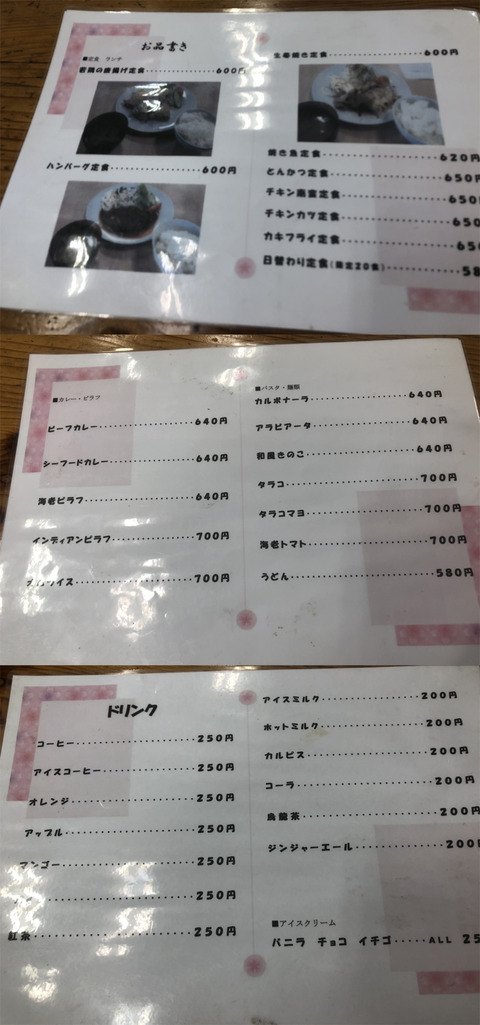 お品書き
■定食 ランチ
若鶏の唐揚げ定食・・・・・・・・・・600円
ハンバーグ定食・・・・・・・・・・600円
生姜焼き定食・・・・・・・・・・600円
焼き魚定食・・・・・・・・・・620円
とんかつ定食・・・・・・・・・・650円
チキン南蛮定食・・・・・・・・・・650
チキンカツ定食・・・・・・・・・・650
カキフライ定食・・・・・・・・・・65
日替わり定食(限定20食)・・・・・・58
■カレー・ピラフ
ビーフカレー・・・・・・・・・・640円
シーフードカレー・・・・・・・・・・640円
海老ピラフ・・・・・・・・・・640円
インディアンピラフ・・・・・・・・・・700円
ライス・・・・・・・・・・700円
■パスタ・麺類
カルボナーラ・・・・・・・・・・640円
アラビアータ・・・・・・・・・・640円
和風きのこ・・・・・・・・・・640円
タラコ・・・・・・・・・・700円
タラコマヨ・・・・・・・・・・700円
海老トマト・・・・・・・・・・700円
うどん・・・・・・・・・・580円
ドリンク
コーヒー・・・・・・・・・・250円
アイスコーヒー・・・・・・・・・・250円
オレンジ・・・・・・・・・・250円
アップル・・・・・・・・・・250円
マンゴー・・・・・・・・・・250円
・・・・・・・・・・250円
紅茶・・・・・・・・・・250円
アイスミルク・・・・・・・・・・200円
ホットミルク・・・・・・・・・・200円
カルピス・・・・・・・・・・200円
コーラ・・・・・・・・・・200円
烏龍茶・・・・・・・・・・200円
ジンジャーエール・・・・・・・・・・200
■アイスクリーム
バニラ チョコ イチゴ・・・・・ALL 25